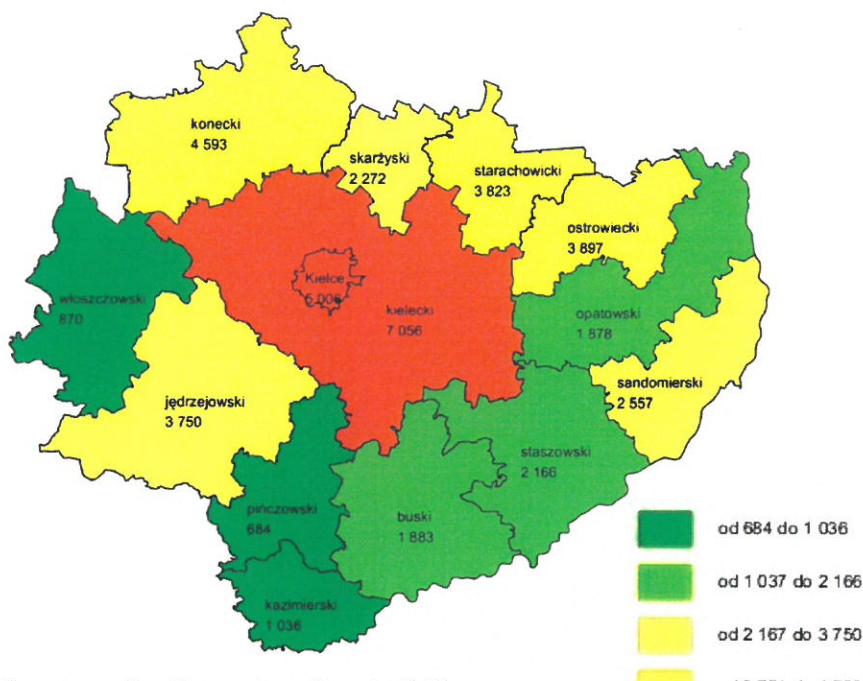 konecki
4 593
skarżyski
2 272
starachowicki
3 823
ostrowiecki
3 897
Kielce
włoszczowski
870
kielecki
7 056
opatowski
1 878
jędrzejowski
3 750
sandomierski
2 557
staszowski
2 166
pińczowski
684
buski
1 883
kazimierski
1 036
od 684 do 1 036
od 1 037 do 2 166
od 2 167 do 3 750